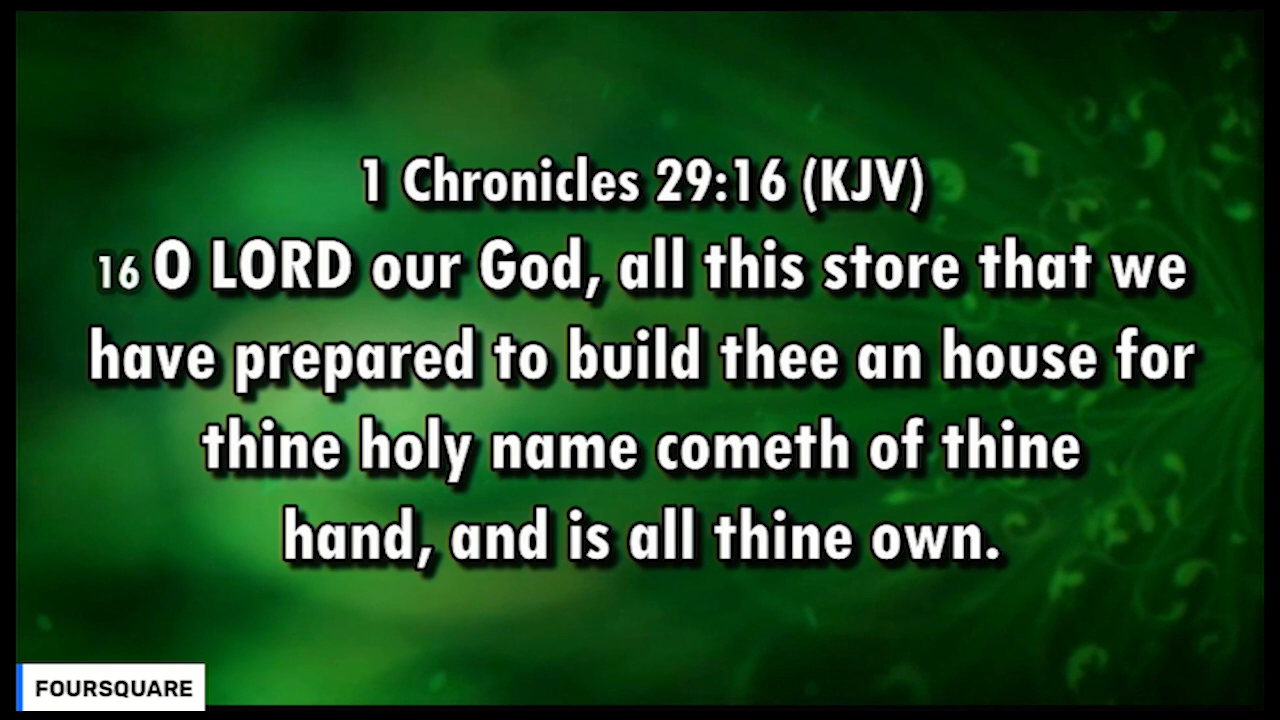 1 Chronicles 29:16 (KJV)
16 O LORD our God, all this store that we
have prepared to build thee an house for
thine holy name cometh of thine
hand, and is all thine own.
FOURSQUARE